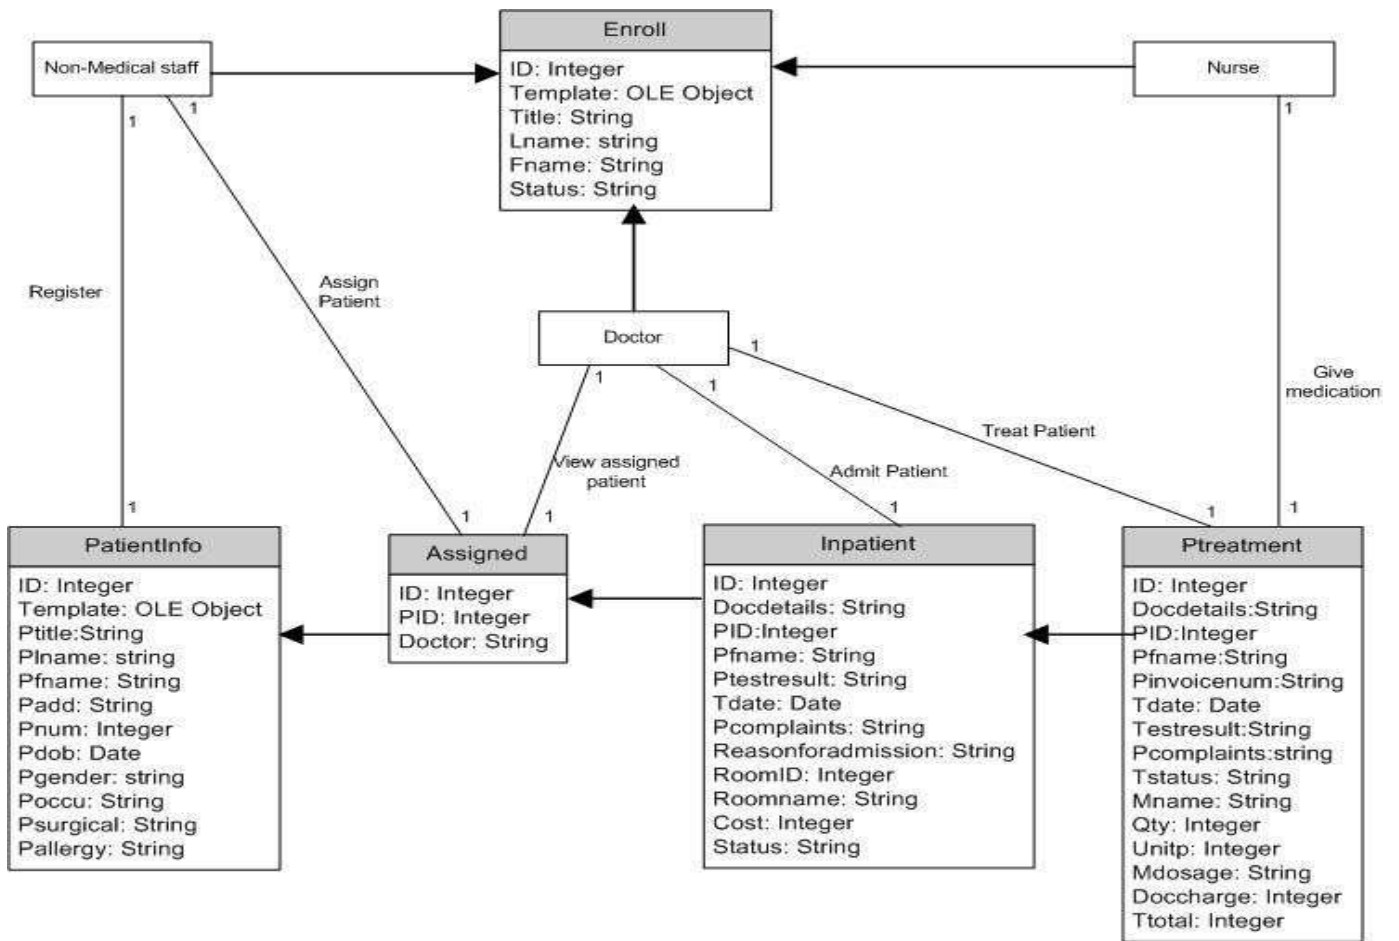 Enroll
ID: Integer
Template: OLE Object
Title: String
Lname: string
Fname: String
Status: String
Non-Medical staff
1
1
Nurse
1
Register
Assign
Patient
Doctor
1
1
1
Give
medication
Treat Patient
View assigned
patient
Admit Patient
1
1
1
1
1
1
PatientInfo
ID: Integer
Template: OLE Object
Ptitle:String
Plname: string
Pfname: String
Padd: String
Pnum: Integer
Pdob: Date
Pgender: string
Poccu: String
Psurgical: String
Pallergy: String
Assigned
ID: Integer
PID: Integer
Doctor: String
Inpatient
ID: Integer
Docdetails: String
PID:Integer
Pfname: String
Ptestresult: String
Tdate: Date
Pcomplaints: String
Reasonforadmission: String
RoomID: Integer
Roomname: String
Cost: Integer
Status: String
Ptreatment
ID: Integer
Docdetails:String
PID:Integer
Pfname:String
Pinvoicenum:String
Tdate: Date
Testresult:String
Pcomplaints:string
Tstatus: String
Mname: String
Qty: Integer
Unitp: Integer
Mdosage: String
Doccharge: Integer
Ttotal: Integer